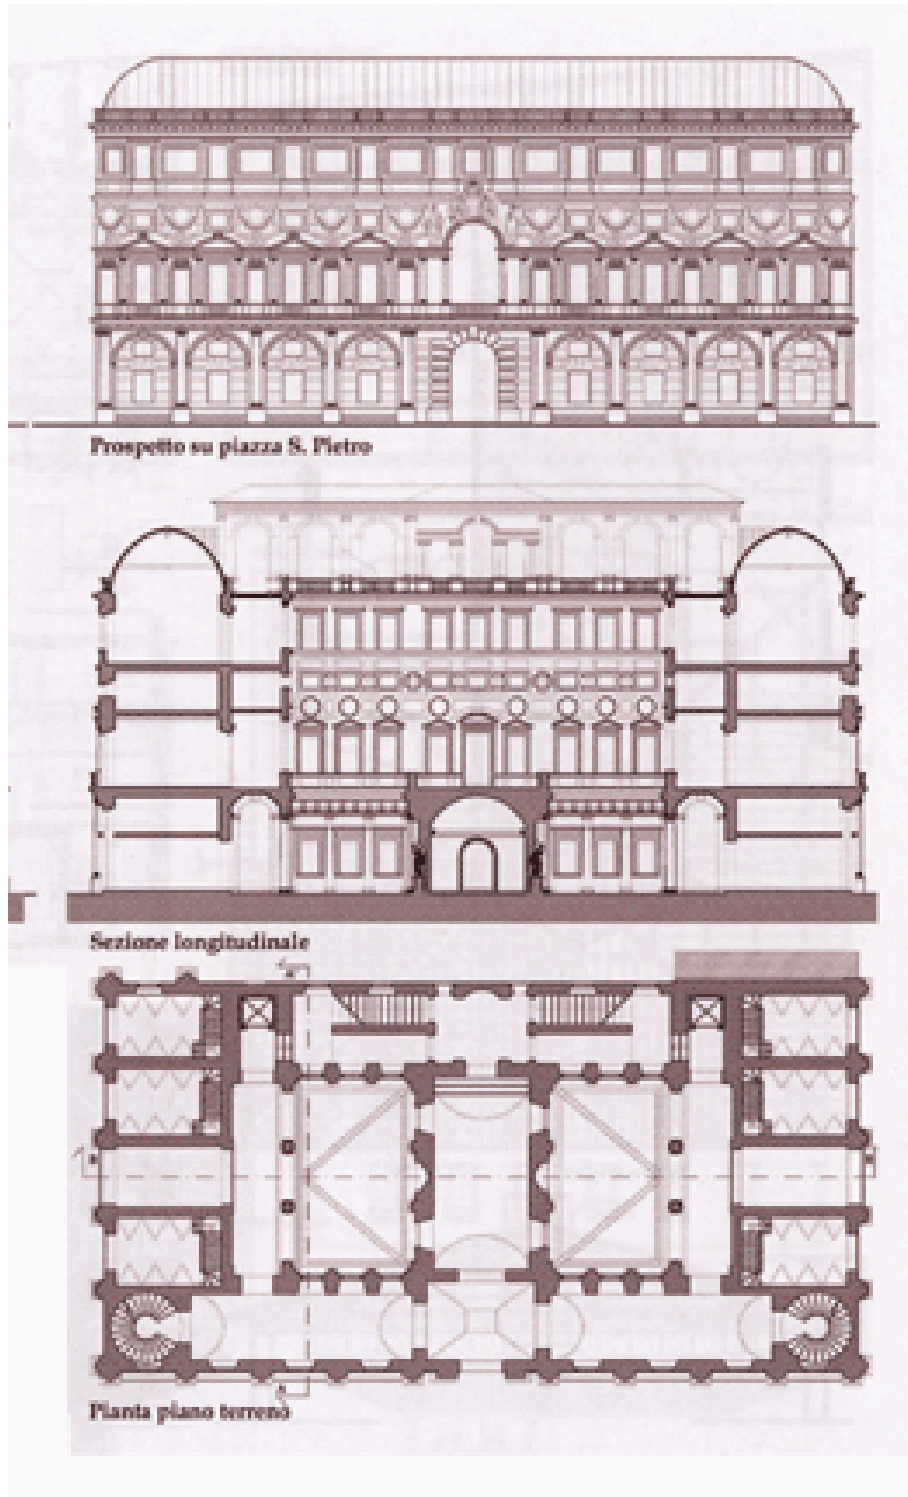 Prospetto su piazza S. Pietro
Sezione longitudinale
Pianta piano terreno